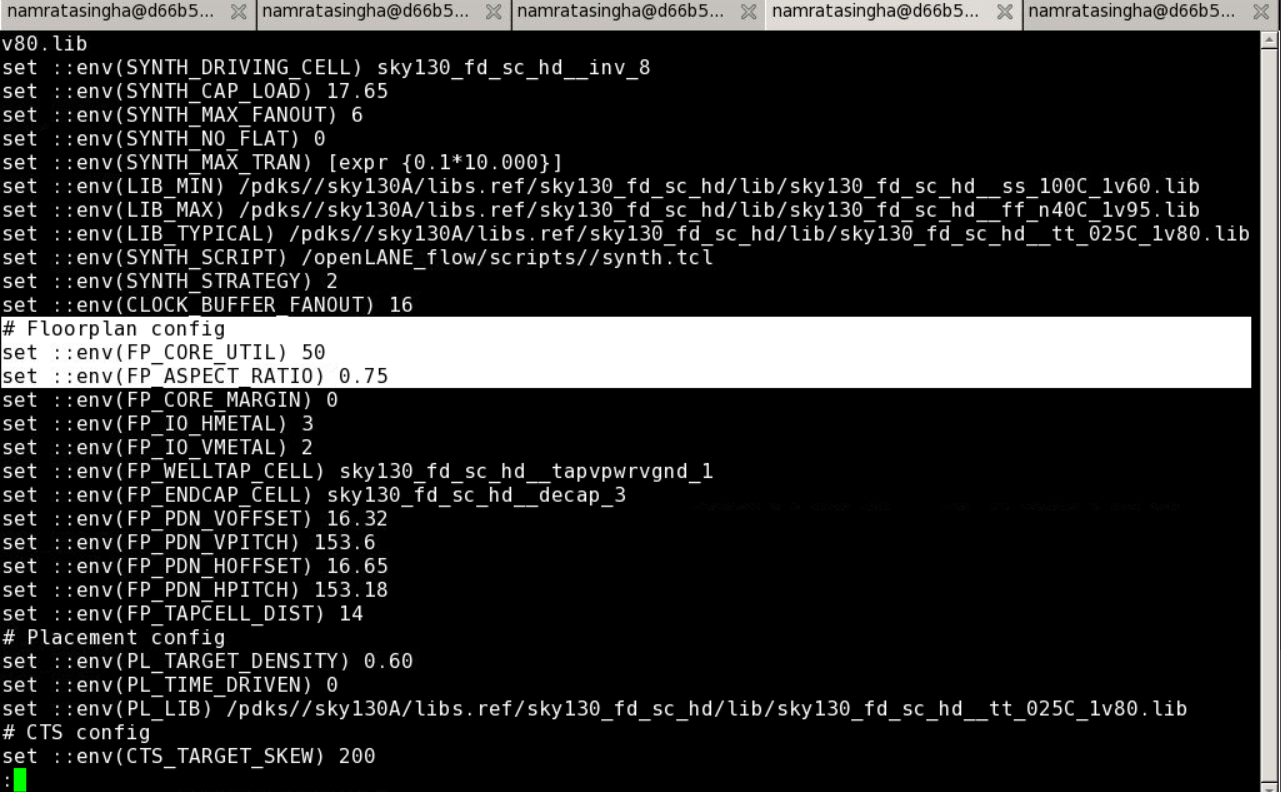 namratasingha@d66b5... namratasingha@d66b5... namratasingha@d66b5... namratasingha@d66b5... namratasingha@d66b5...
v80.lib
set ::env(SYNTH_DRIVING_CELL) sky130_fd_sc_hd__inv_8
set ::env(SYNTH_CAP_LOAD) 17.65
set ::env(SYNTH_MAX_FANOUT) 6
set ::env(SYNTH_NO_FLAT) 0
set ::env(SYNTH_MAX_TRAN) [expr {0.1*10.000}]
set ::env(LIB_MIN) /pdks//sky130A/libs.ref/sky130_fd_sc_hd/lib/sky130_fd_sc_hd__ss_100C_1v60.lib
set ::env(LIB_MAX) /pdks//sky130A/libs.ref/sky130_fd_sc_hd/lib/sky130_fd_sc_hd__ff_n40C_1v95.lib
set ::env(LIB_TYPICAL) /pdks//sky130A/libs.ref/sky130_fd_sc_hd/lib/sky130_fd_sc_hd__tt_025C_1v80.lib
set ::env(SYNTH_SCRIPT) /openLANE_flow/scripts//synth.tcl
set ::env(SYNTH_STRATEGY) 2
set ::env(CLOCK_BUFFER_FANOUT) 16
# Floorplan config
set ::env(FP_CORE_UTIL) 50
set ::env(FP_ASPECT_RATIO) 0.75
set ::env(FP_CORE_MARGIN) 0
set ::env(FP_IO_HMETAL) 3
set ::env(FP_IO_VMETAL) 2
set ::env(FP_WELLTAP_CELL) sky130_fd_sc_hd__tapvpwrvgnd_1
set ::env(FP_ENDCAP_CELL) sky130_fd_sc_hd__decap_3
set ::env(FP_PDN_VOFFSET) 16.32
set ::env(FP_PDN_VPITCH) 153.6
set ::env(FP_PDN_HOFFSET) 16.65
set ::env(FP_PDN_HPITCH) 153.18
set ::env(FP_TAPCELL_DIST) 14
# Placement config
set ::env(PL_TARGET_DENSITY) 0.60
set ::env(PL_TIME_DRIVEN) 0
set ::env(PL_LIB) /pdks//sky130A/libs.ref/sky130_fd_sc_hd/lib/sky130_fd_sc_hd__tt_025C_1v80.lib
# CTS config
set ::env(CTS_TARGET_SKEW) 200
: